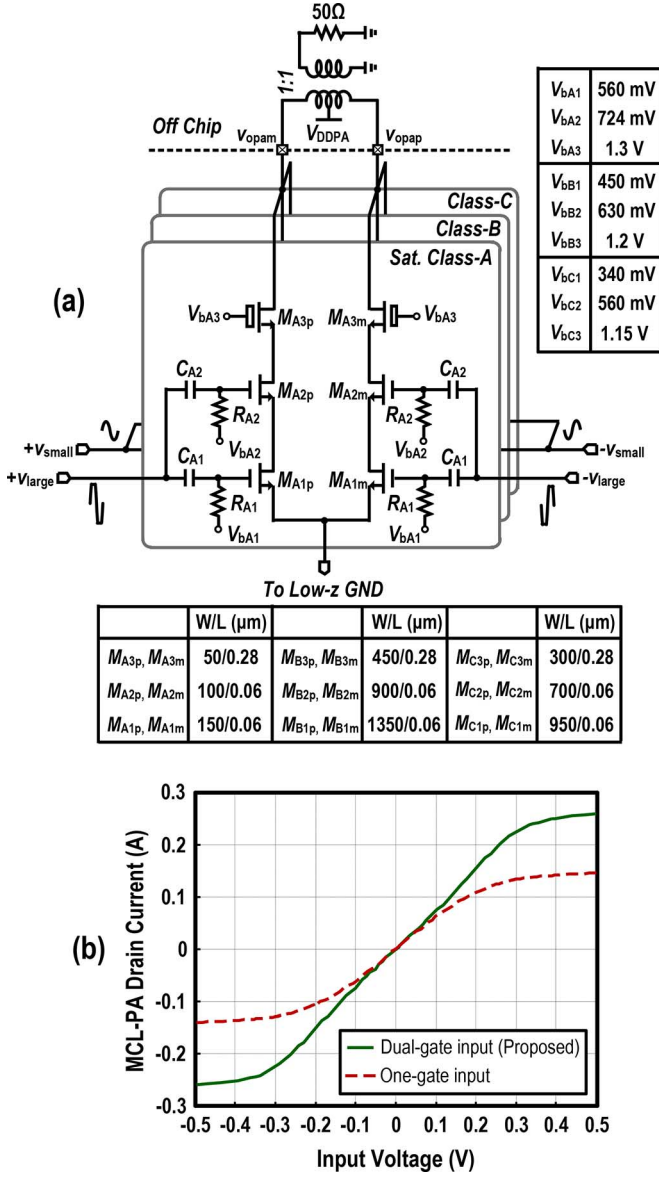 50Ω
1:1
Off Chip
vopam
VDDPA
vopap
VbA1 560 mV
VbA2 724 mV
VbA3 1.3 V
VbB1 450 mV
VbB2 630 mV
VbB3 1.2 V
VbC1 340 mV
VbC2 560 mV
VbC3 1.15 V
Class-C
Class-B
Sat. Class-A
(a)
VbA3 MA3p MA3m VbA3
CA2 MA2p MA2m CA2
RA2 RA2
+vsmall VbA2 VbA2 -vsmall
+vlarge CA1 MA1p MA1m CA1 -vlarge
RA1 RA1
VbA1 VbA1
To Low-z GND
W/L (µm) W/L (µm) W/L (µm)
MA3p, MA3m 50/0.28 MB3p, MB3m 450/0.28 MC3p, MC3m 300/0.28
MA2p, MA2m 100/0.06 MB2p, MB2m 900/0.06 MC2p, MC2m 700/0.06
MA1p, MA1m 150/0.06 MB1p, MB1m 1350/0.06 MC1p, MC1m 950/0.06
(b)
MCL-PA Drain Current (A)
0.3
0.2
0.1
0
-0.1
-0.2
-0.3
Dual-gate input (Proposed)
One-gate input
-0.5 -0.4 -0.3 -0.2 -0.1 0 0.1 0.2 0.3 0.4 0.5
Input Voltage (V)